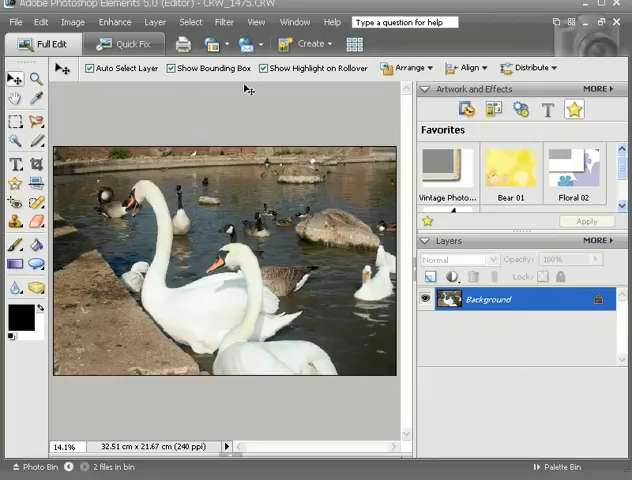 Adobe Photoshop Elements 5.0 (Editor) - CRW_1475.CRW
File Edit Image Enhance Layer Select Filter View Window Help Type a question for help
Full Edit Quick Fix Create
Auto Select Layer Show Bounding Box Show Highlight on Rollover Arrange Align Distribute
Artwork and Effects MORE
T
Favorites
Vintage Photo... Bear 01 Floral 02
Apply
Layers MORE
Normal Opacity: 100%
Lock:
Background
14.1% 32.51 cm x 21.67 cm (240 ppi)
Photo Bin 2 files in bin Palette Bin